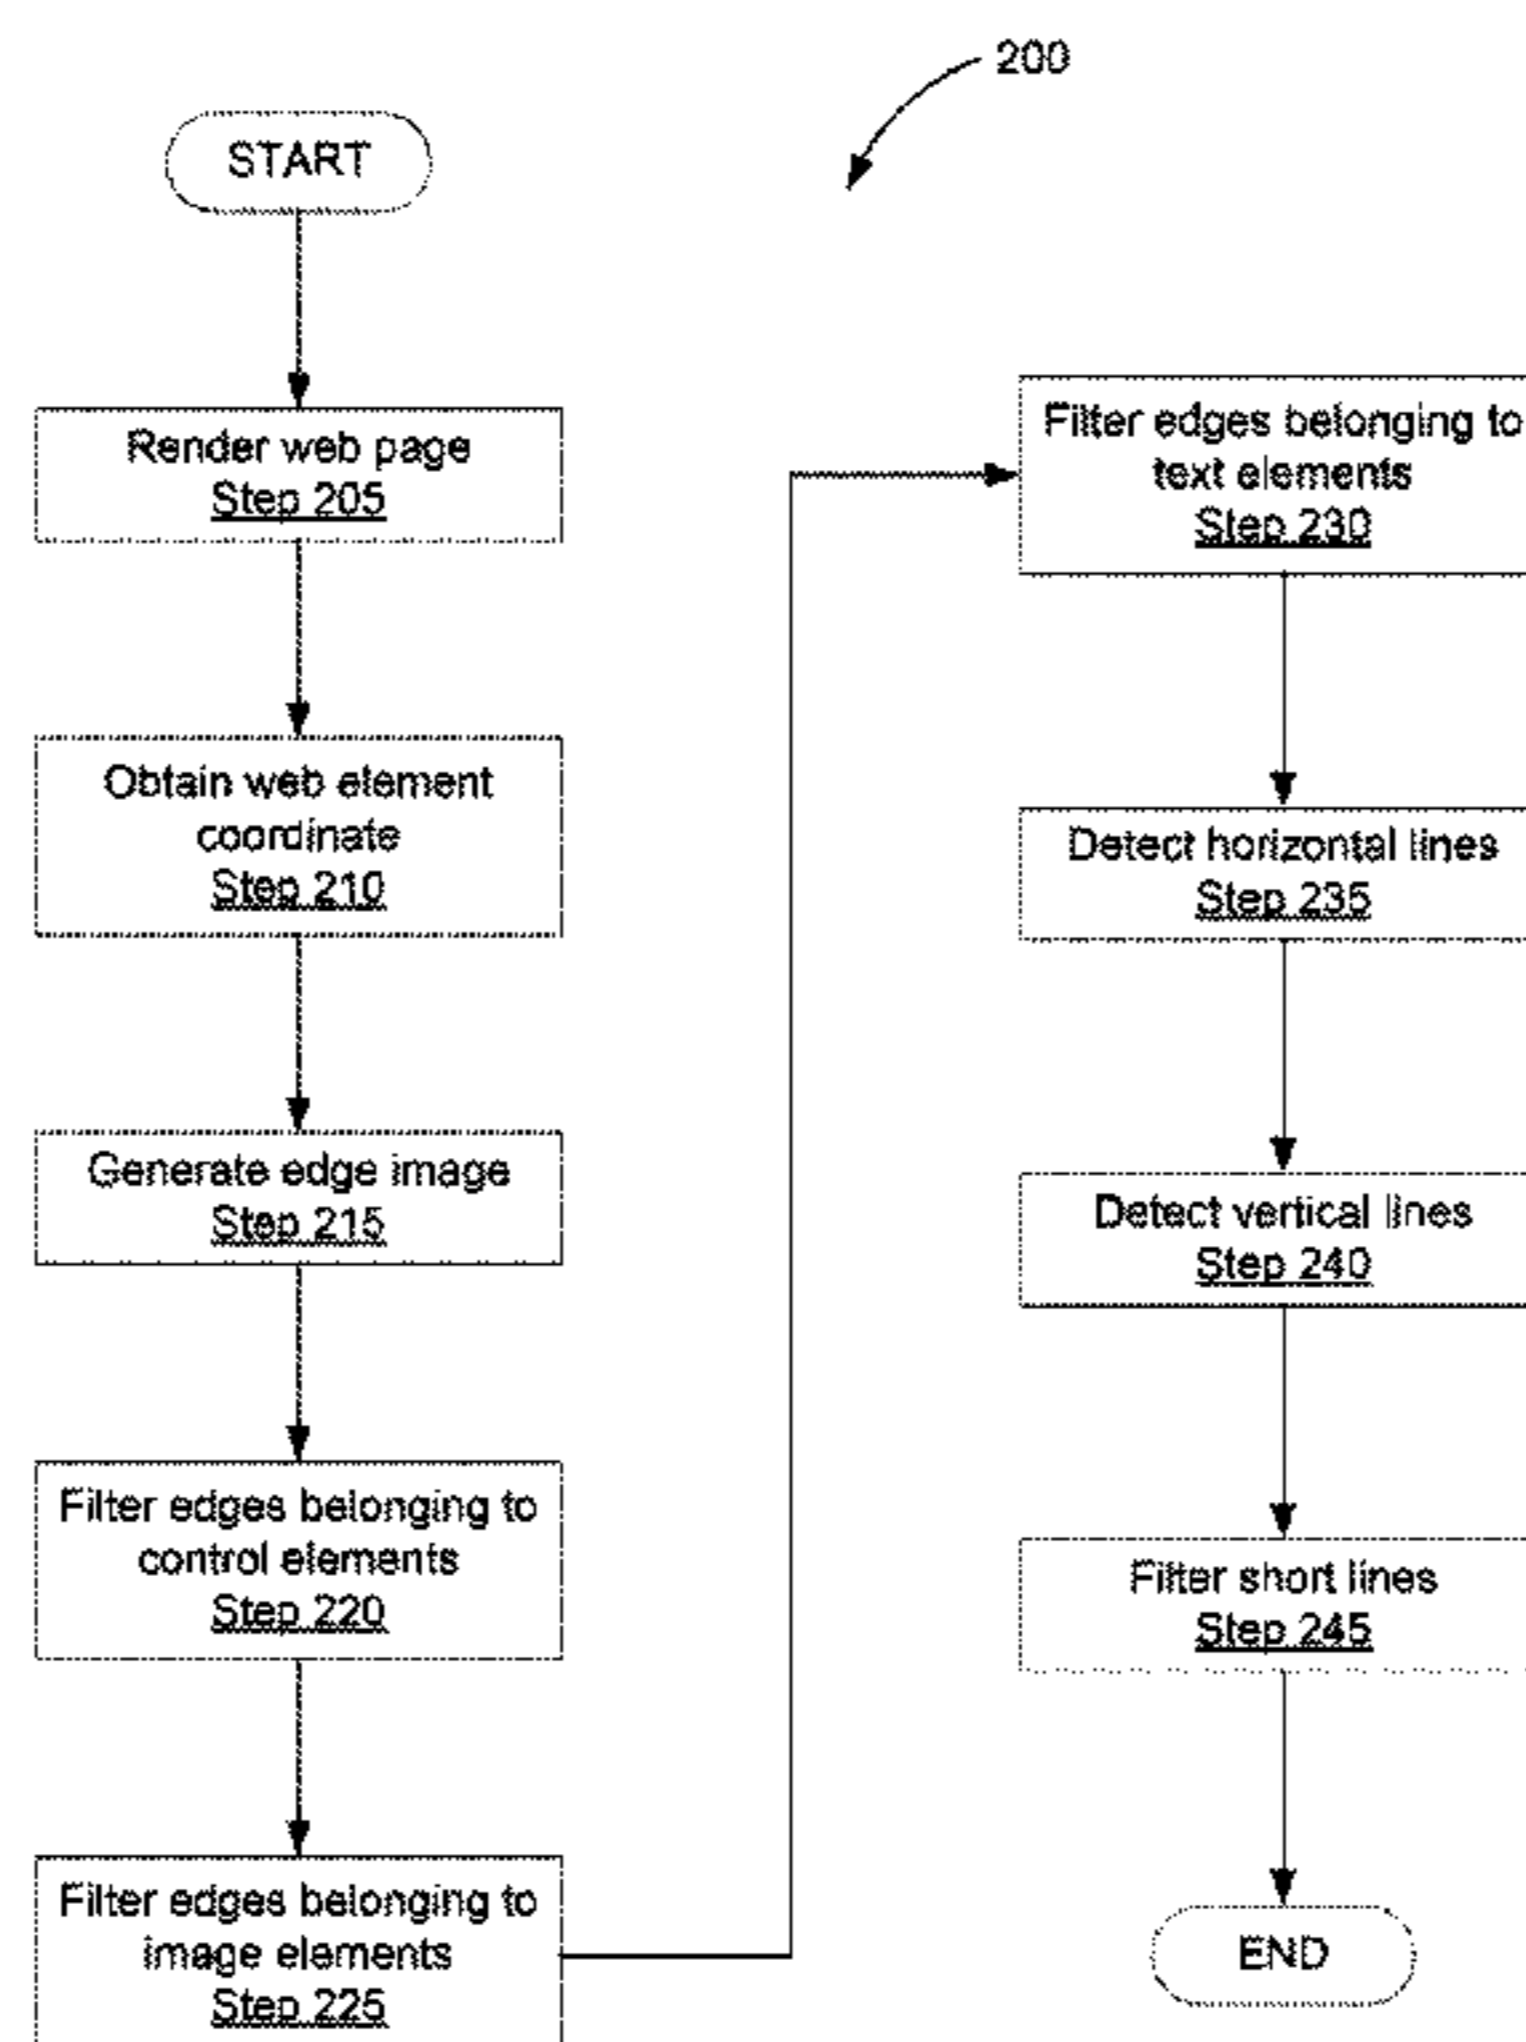 200
START
Render web page
Step 205
Obtain web element
coordinate
Step 210
Generate edge image
Step 215
Filter edges belonging to
control elements
Step 220
Filter edges belonging to
image elements
Step 225
Filter edges belonging to
text elements
Step 230
Detect horizontal lines
Step 235
Detect vertical lines
Step 240
Filter short lines
Step 245
END